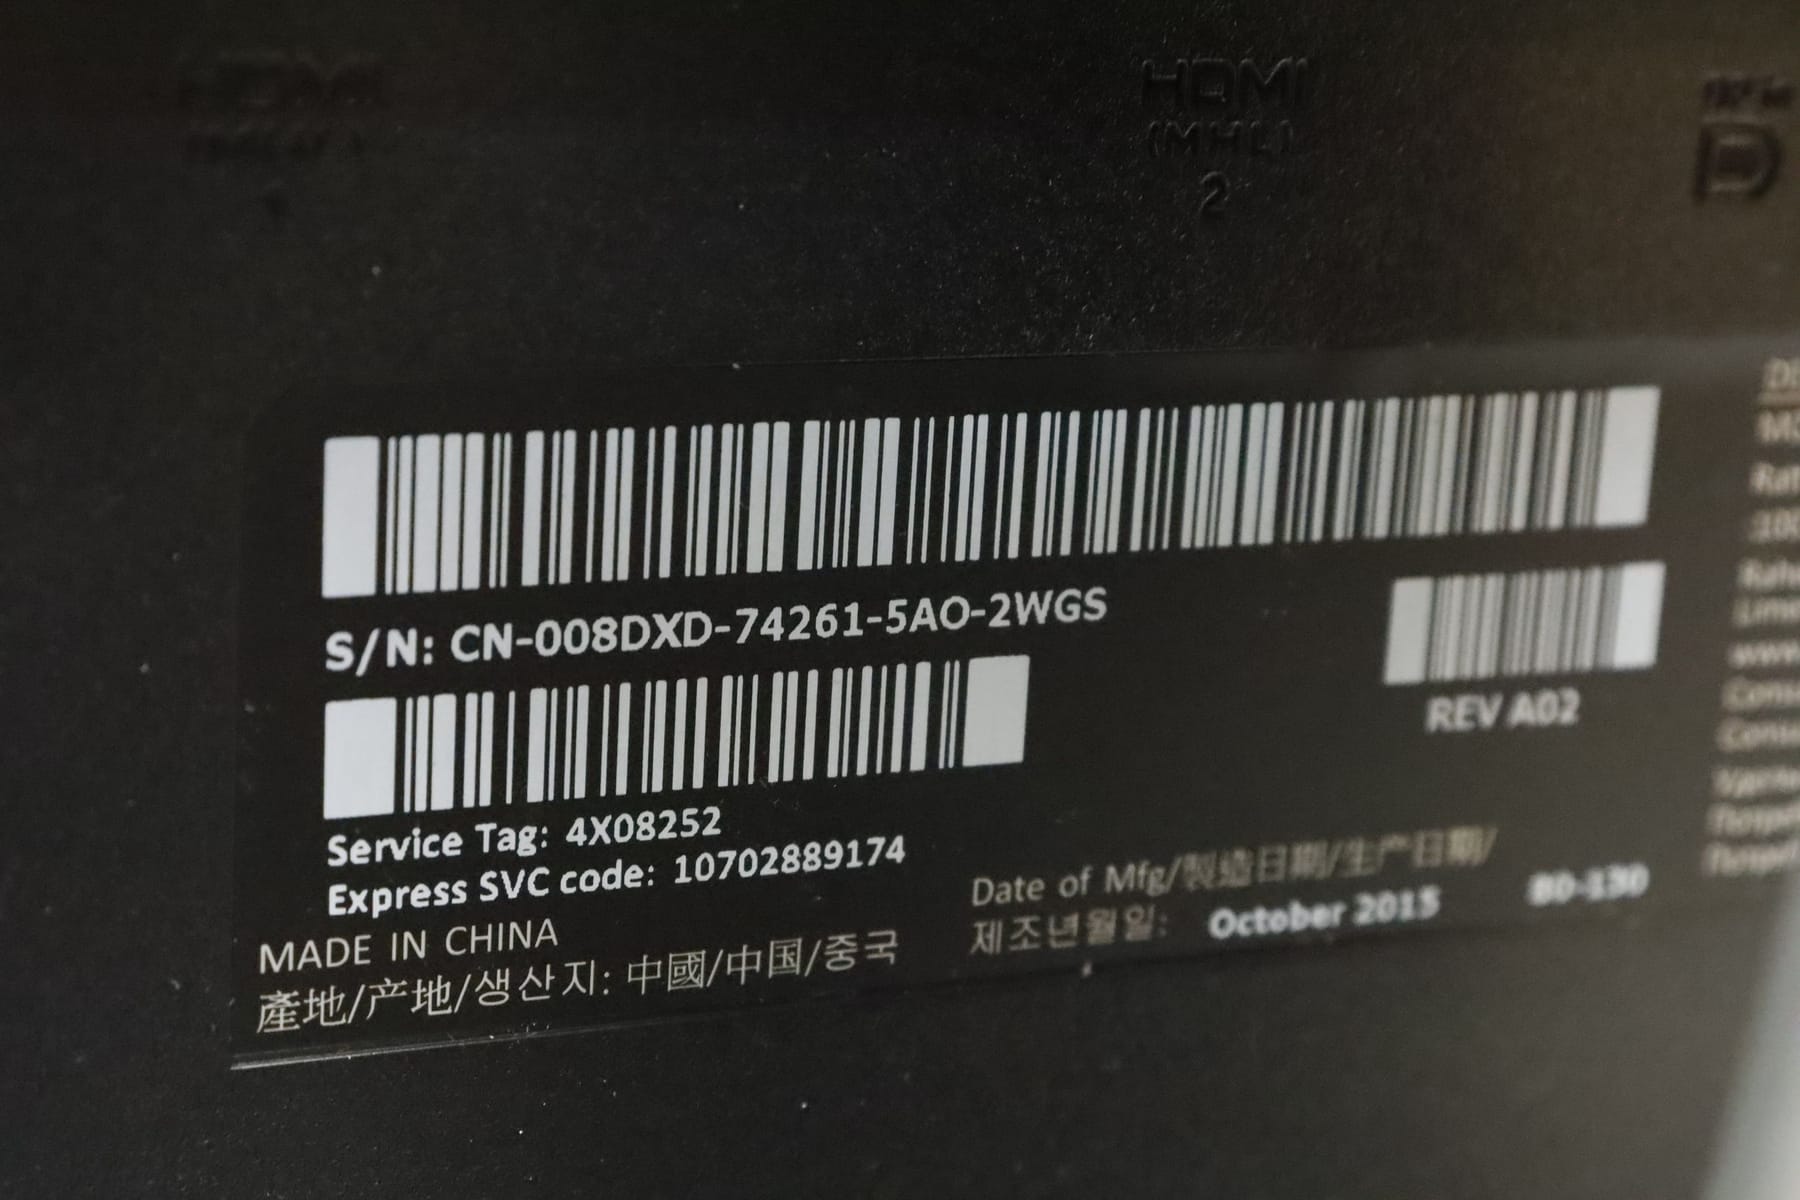 HDMI
(MHL)
2
S/N: CN-008DXD-74261-5AO-2WGS
REV A02
Service Tag: 4X08252
Express SVC code: 10702889174
Date of Mfg/製造日期/生产日期/
제조년월일: October 2015
B0-130
MADE IN CHINA
產地/产地/생산지: 中國/中国/중국